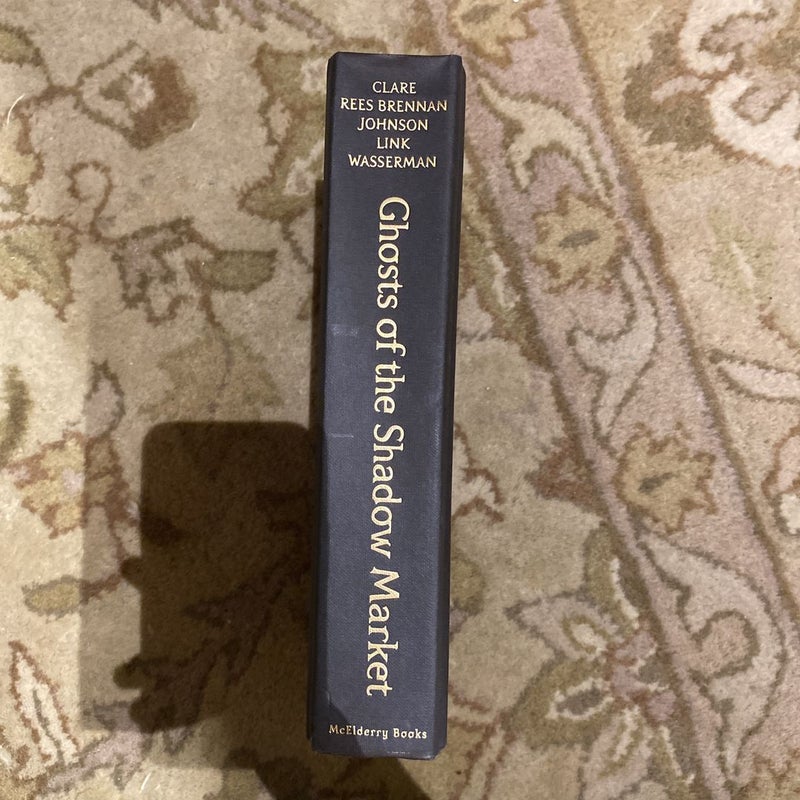 CLARE
REES BRENNAN
JOHNSON
LINK
WASSERMAN
Ghosts of the Shadow Market
McElderry Books